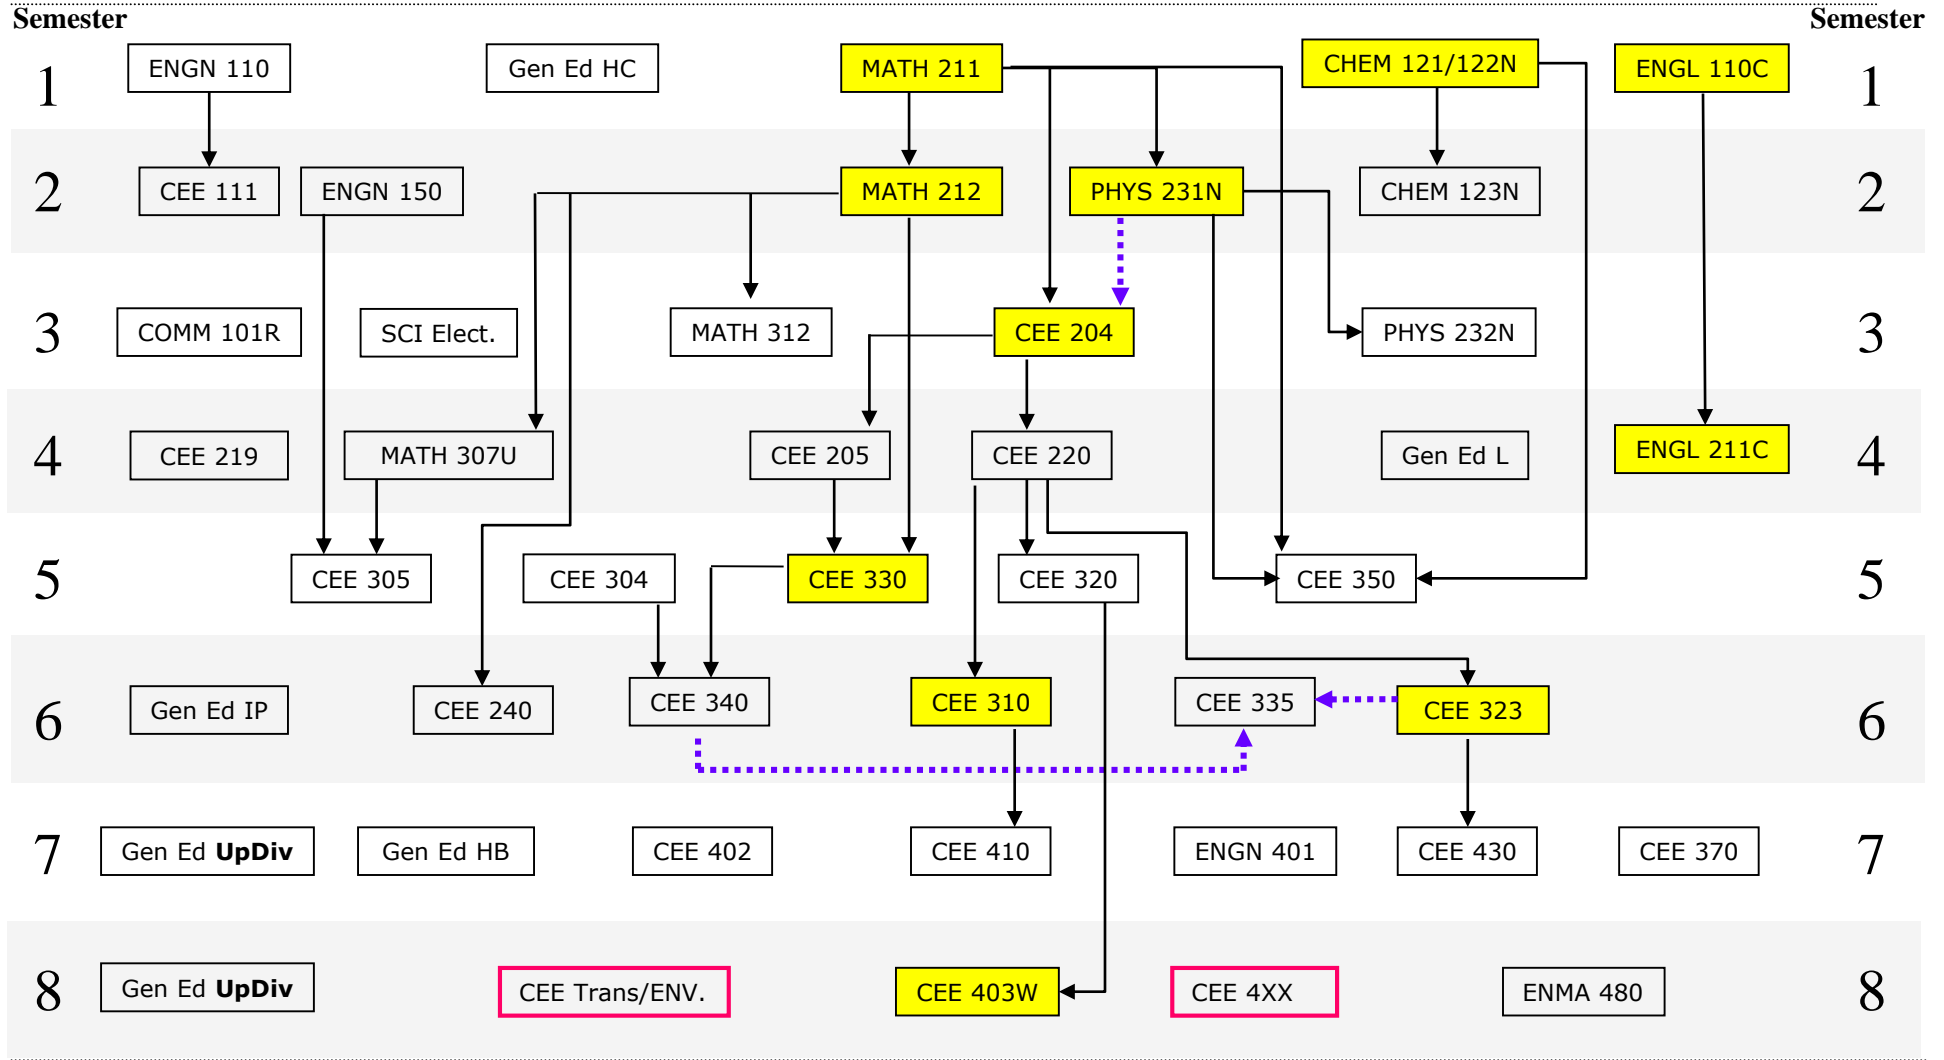 Semester Semester
1 ENGN 110 Gen Ed HC MATH 211 CHEM 121/122N ENGL 110C 1
2 CEE 111 ENGN 150 MATH 212 PHYS 231N CHEM 123N 2
3 COMM 101R SCI Elect. MATH 312 CEE 204 PHYS 232N 3
4 CEE 219 MATH 307U CEE 205 CEE 220 Gen Ed L ENGL 211C 4
5 CEE 305 CEE 304 CEE 330 CEE 320 CEE 350 5
6 Gen Ed IP CEE 240 CEE 340 CEE 310 CEE 335 CEE 323 6
7 Gen Ed UpDiv Gen Ed HB CEE 402 CEE 410 ENGN 401 CEE 430 CEE 370 7
8 Gen Ed UpDiv CEE Trans/ENV. CEE 403W CEE 4XX ENMA 480 8